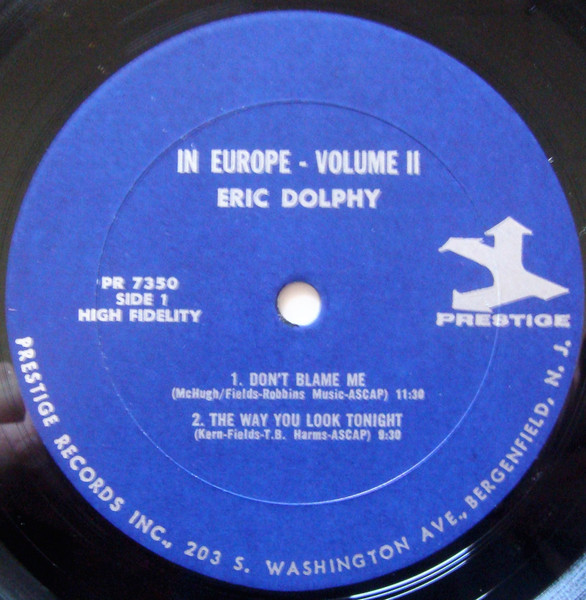 IN EUROPE - VOLUME II
ERIC DOLPHY
PR 7350
SIDE 1
HIGH FIDELITY
PRESTIGE
1. DON'T BLAME ME
(McHugh/Fields-Robbins Music-ASCAP) 11:30
2. THE WAY YOU LOOK TONIGHT
(Kern-Fields-T.B. Harms-ASCAP) 9:30
PRESTIGE RECORDS INC., 203 S. WASHINGTON AVE., BERGENFIELD, N. J.